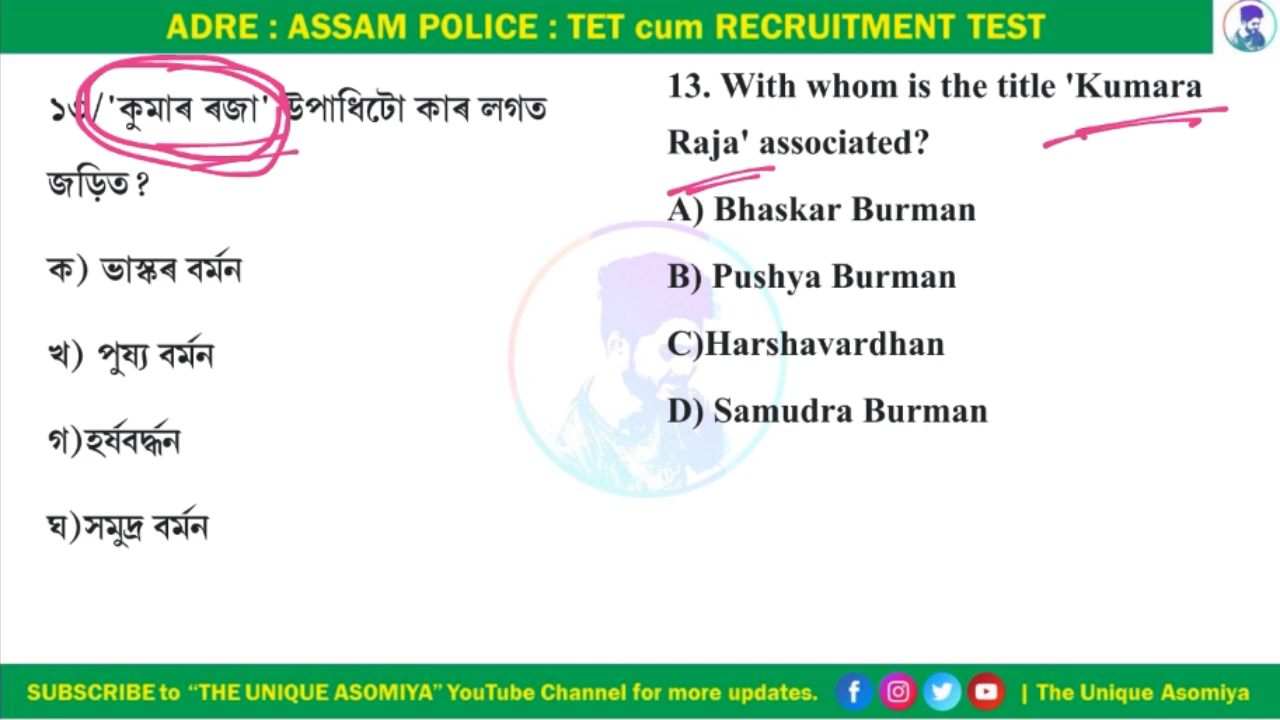 ADRE : ASSAM POLICE : TET cum RECRUITMENT TEST
১৩/'কুমাৰ ৰজা' উপাধিটো কাৰ লগত
জড়িত?
ক) ভাস্কৰ বৰ্মন
খ) পুষ্য বৰ্মন
গ)হৰ্ষবৰ্দ্ধন
ঘ)সমুদ্ৰ বৰ্মন
13. With whom is the title 'Kumara
Raja' associated?
A) Bhaskar Burman
B) Pushya Burman
C)Harshavardhan
D) Samudra Burman
SUBSCRIBE to “THE UNIQUE ASOMIYA” YouTube Channel for more updates. | The Unique Asomiya